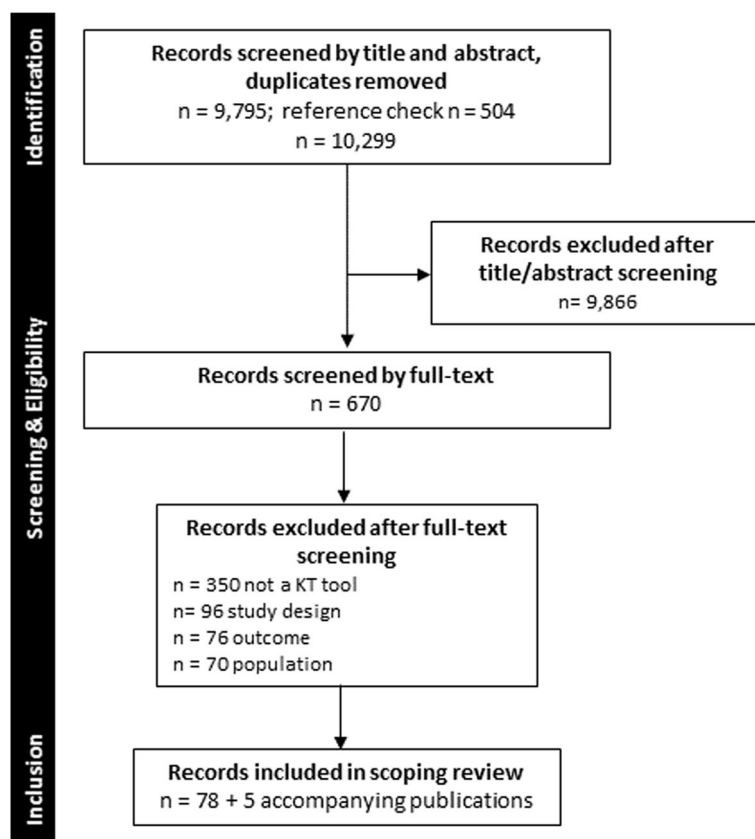 Identification
Records screened by title and abstract,
duplicates removed
n = 9,795; reference check n = 504
n = 10,299
Records excluded after
title/abstract screening
n= 9,866
Screening & Eligibility
Records screened by full-text
n = 670
Records excluded after full-text
screening
n = 350 not a KT tool
n= 96 study design
n = 76 outcome
n = 70 population
Inclusion
Records included in scoping review
n = 78 + 5 accompanying publications